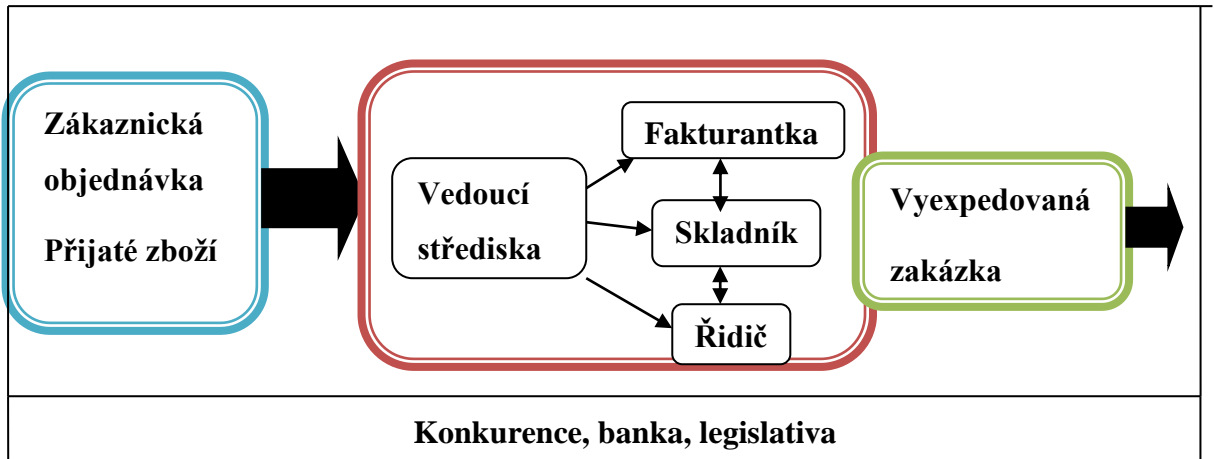 Zákaznická
objednávka
Přijaté zboží
Vedoucí
střediska
Fakturantka
Skladník
Řidič
Vyexpedovaná
zakázka
Konkurence, banka, legislativa